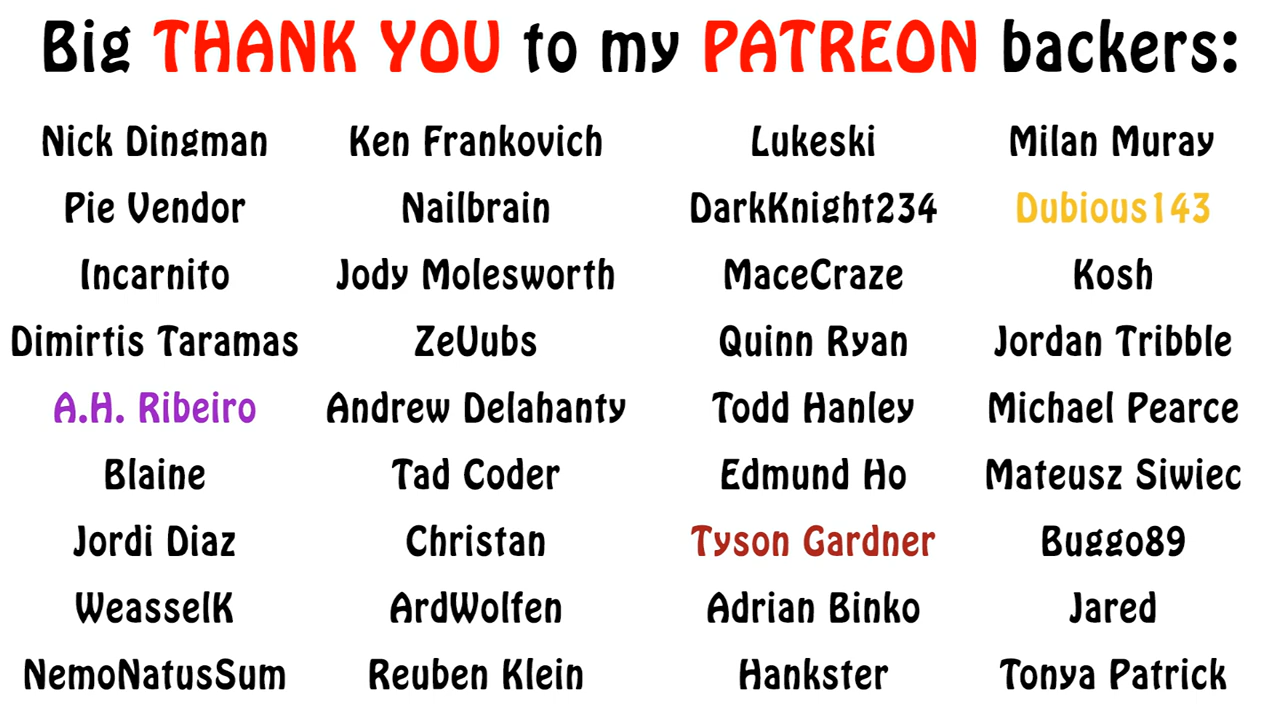 Big THANK YOU to my PATREON backers:
Nick Dingman Ken Frankovich Lukeski Milan Muray
Pie Vendor Nailbrain DarkKnight234 Dubious143
Incarnito Jody Molesworth MaceCraze Kosh
Dimirtis Taramas ZeVubs Quinn Ryan Jordan Tribble
A.H. Ribeiro Andrew Delahanty Todd Hanley Michael Pearce
Blaine Tad Coder Edmund Ho Mateusz Siwiec
Jordi Diaz Christan Tyson Gardner Buggo89
WeasselK ArdWolfen Adrian Binko Jared
NemoNatusSum Reuben Klein Hankster Tonya Patrick